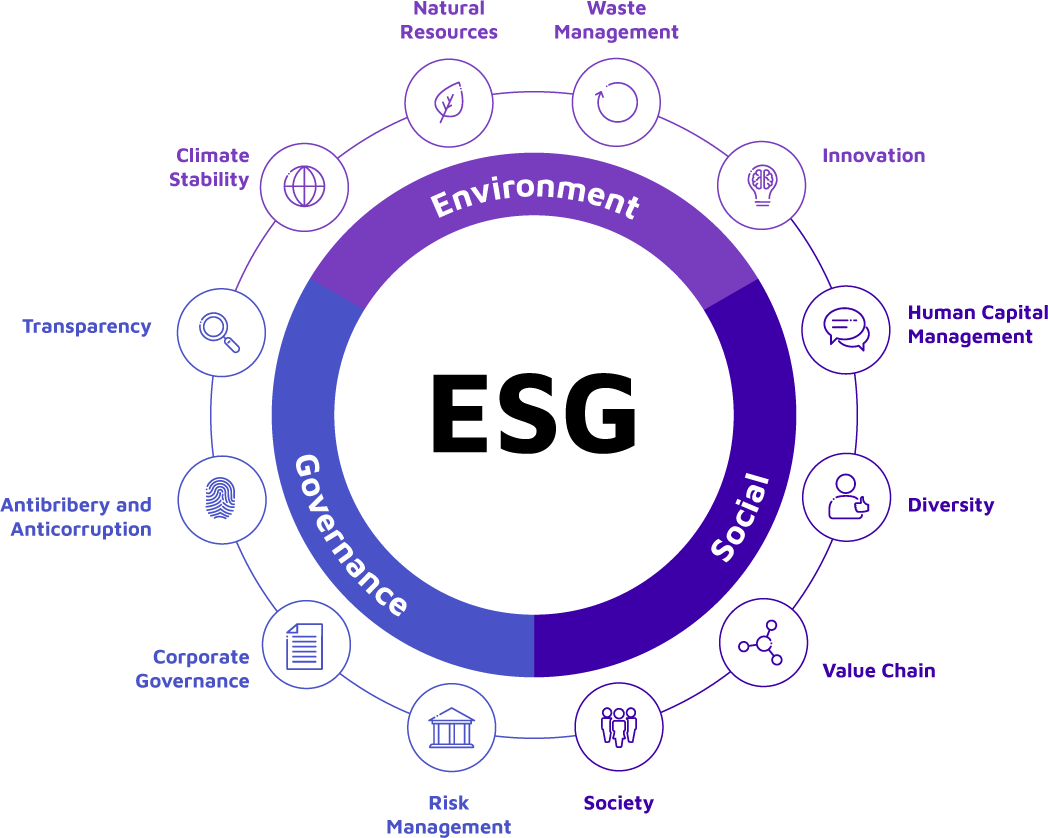 Natural
Resources
Waste
Management
Climate
Stability
Innovation
Environment
Transparency
Human Capital
Management
ESG
Antibribery and
Anticorruption
Governance
Social
Diversity
Corporate
Governance
Value Chain
Risk
Management
Society